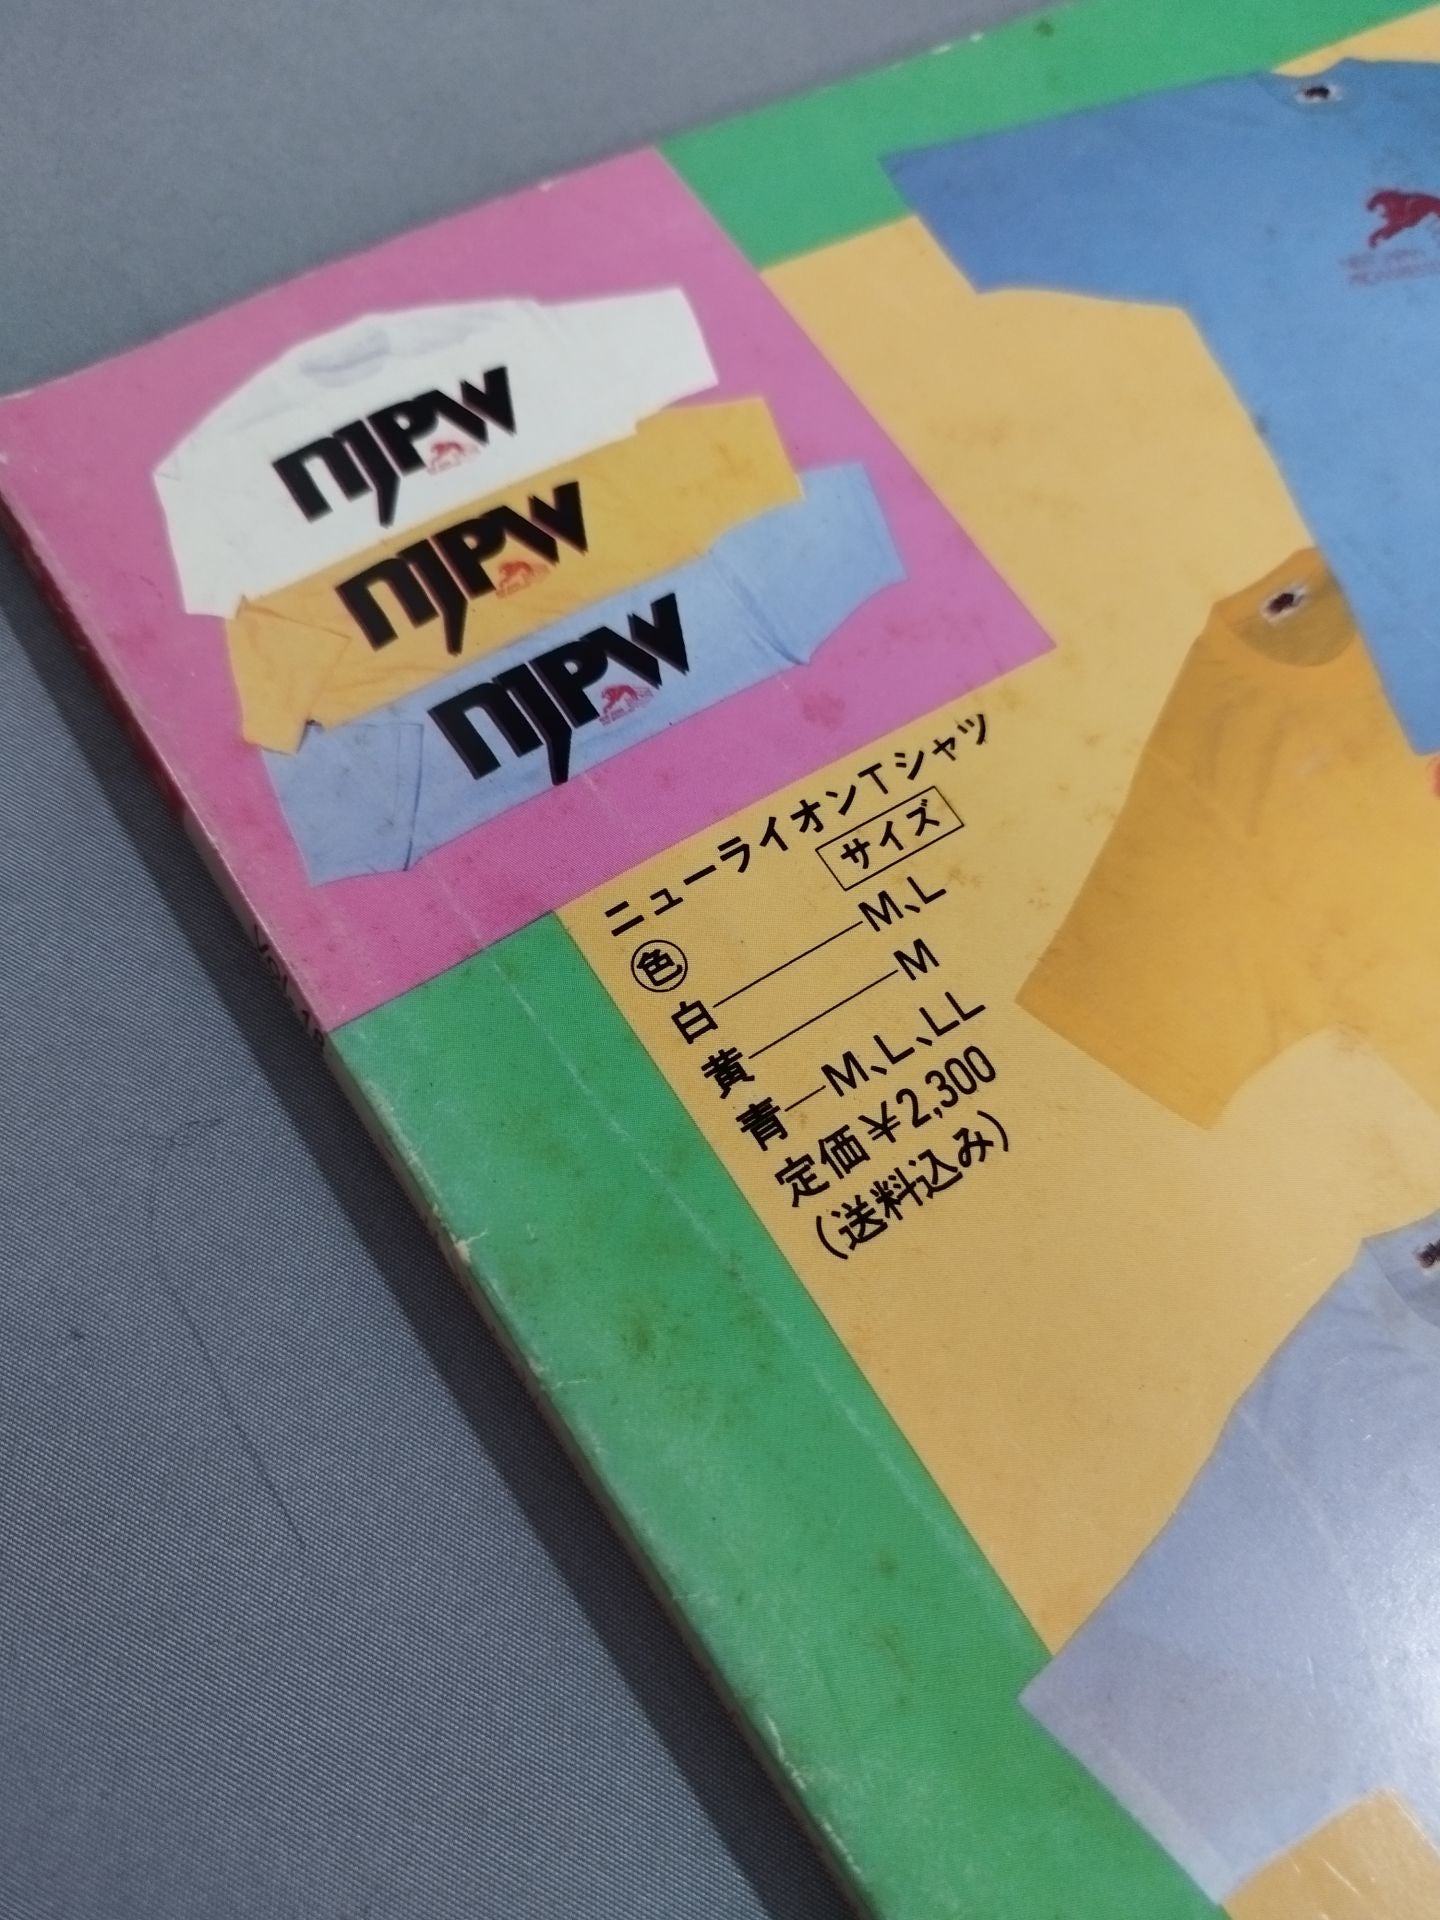 NJPW
NJPW
NJPW
ニューライオンTシャツ
色 サイズ
白――M、L
黄――M
青―M、L、LL
定価¥2,300
(送料込み)